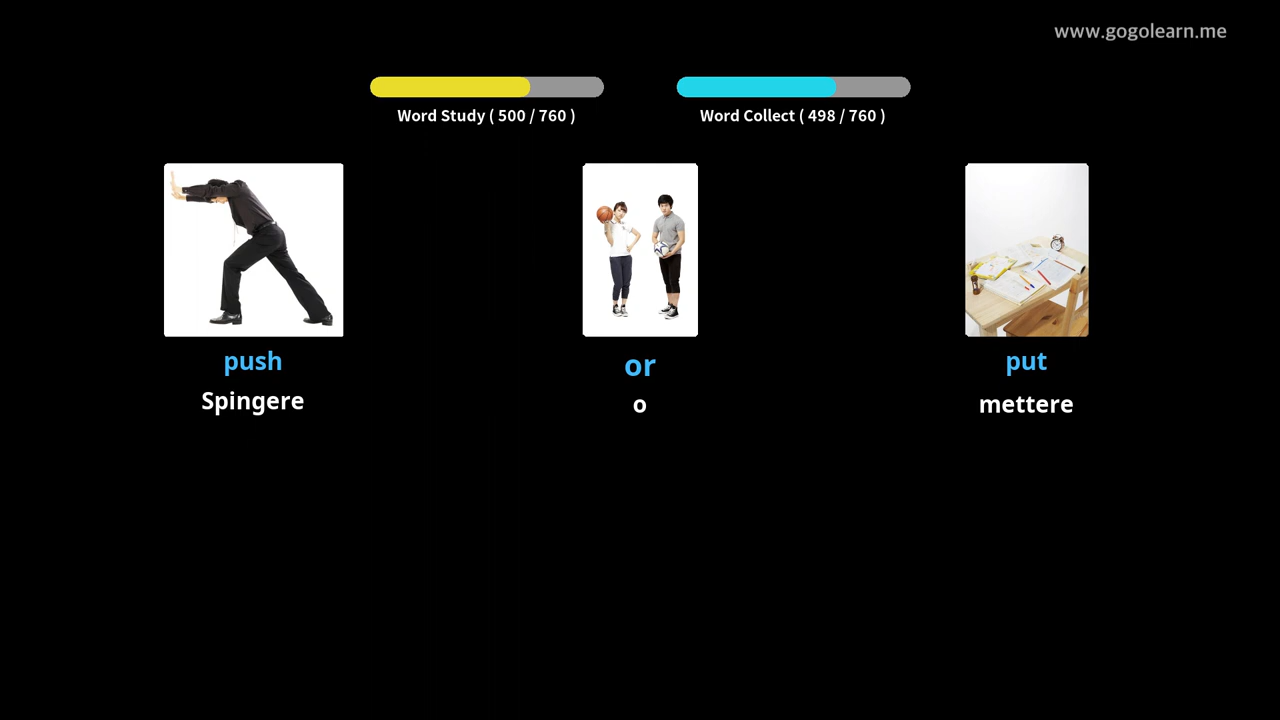 www.gogolearn.me
Word Study ( 500 / 760 )
Word Collect ( 498 / 760 )
push
Spingere
or
o
put
mettere